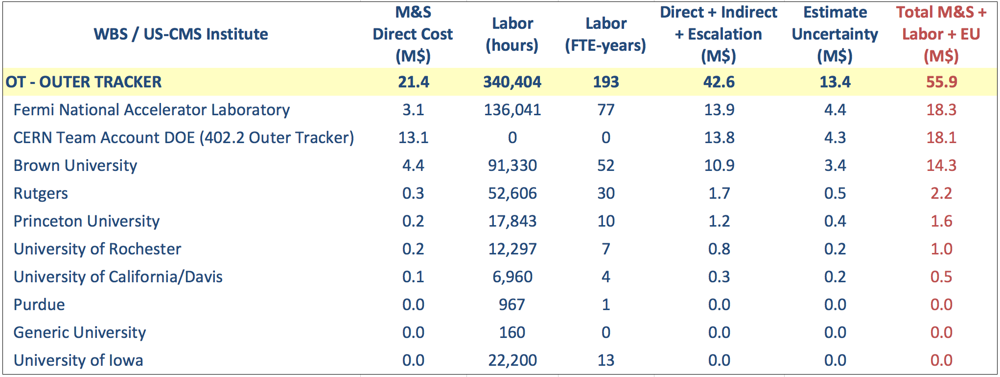 WBS / US-CMS Institute M&S Direct Cost (M$) Labor (hours) Labor (FTE-years) Direct + Indirect + Escalation (M$) Estimate Uncertainty (M$) Total M&S + Labor + EU (M$)
OT - OUTER TRACKER 21.4 340,404 193 42.6 13.4 55.9
Fermi National Accelerator Laboratory 3.1 136,041 77 13.9 4.4 18.3
CERN Team Account DOE (402.2 Outer Tracker) 13.1 0 0 13.8 4.3 18.1
Brown University 4.4 91,330 52 10.9 3.4 14.3
Rutgers 0.3 52,606 30 1.7 0.5 2.2
Princeton University 0.2 17,843 10 1.2 0.4 1.6
University of Rochester 0.2 12,297 7 0.8 0.2 1.0
University of California/Davis 0.1 6,960 4 0.3 0.2 0.5
Purdue 0.0 967 1 0.0 0.0 0.0
Generic University 0.0 160 0 0.0 0.0 0.0
University of Iowa 0.0 22,200 13 0.0 0.0 0.0